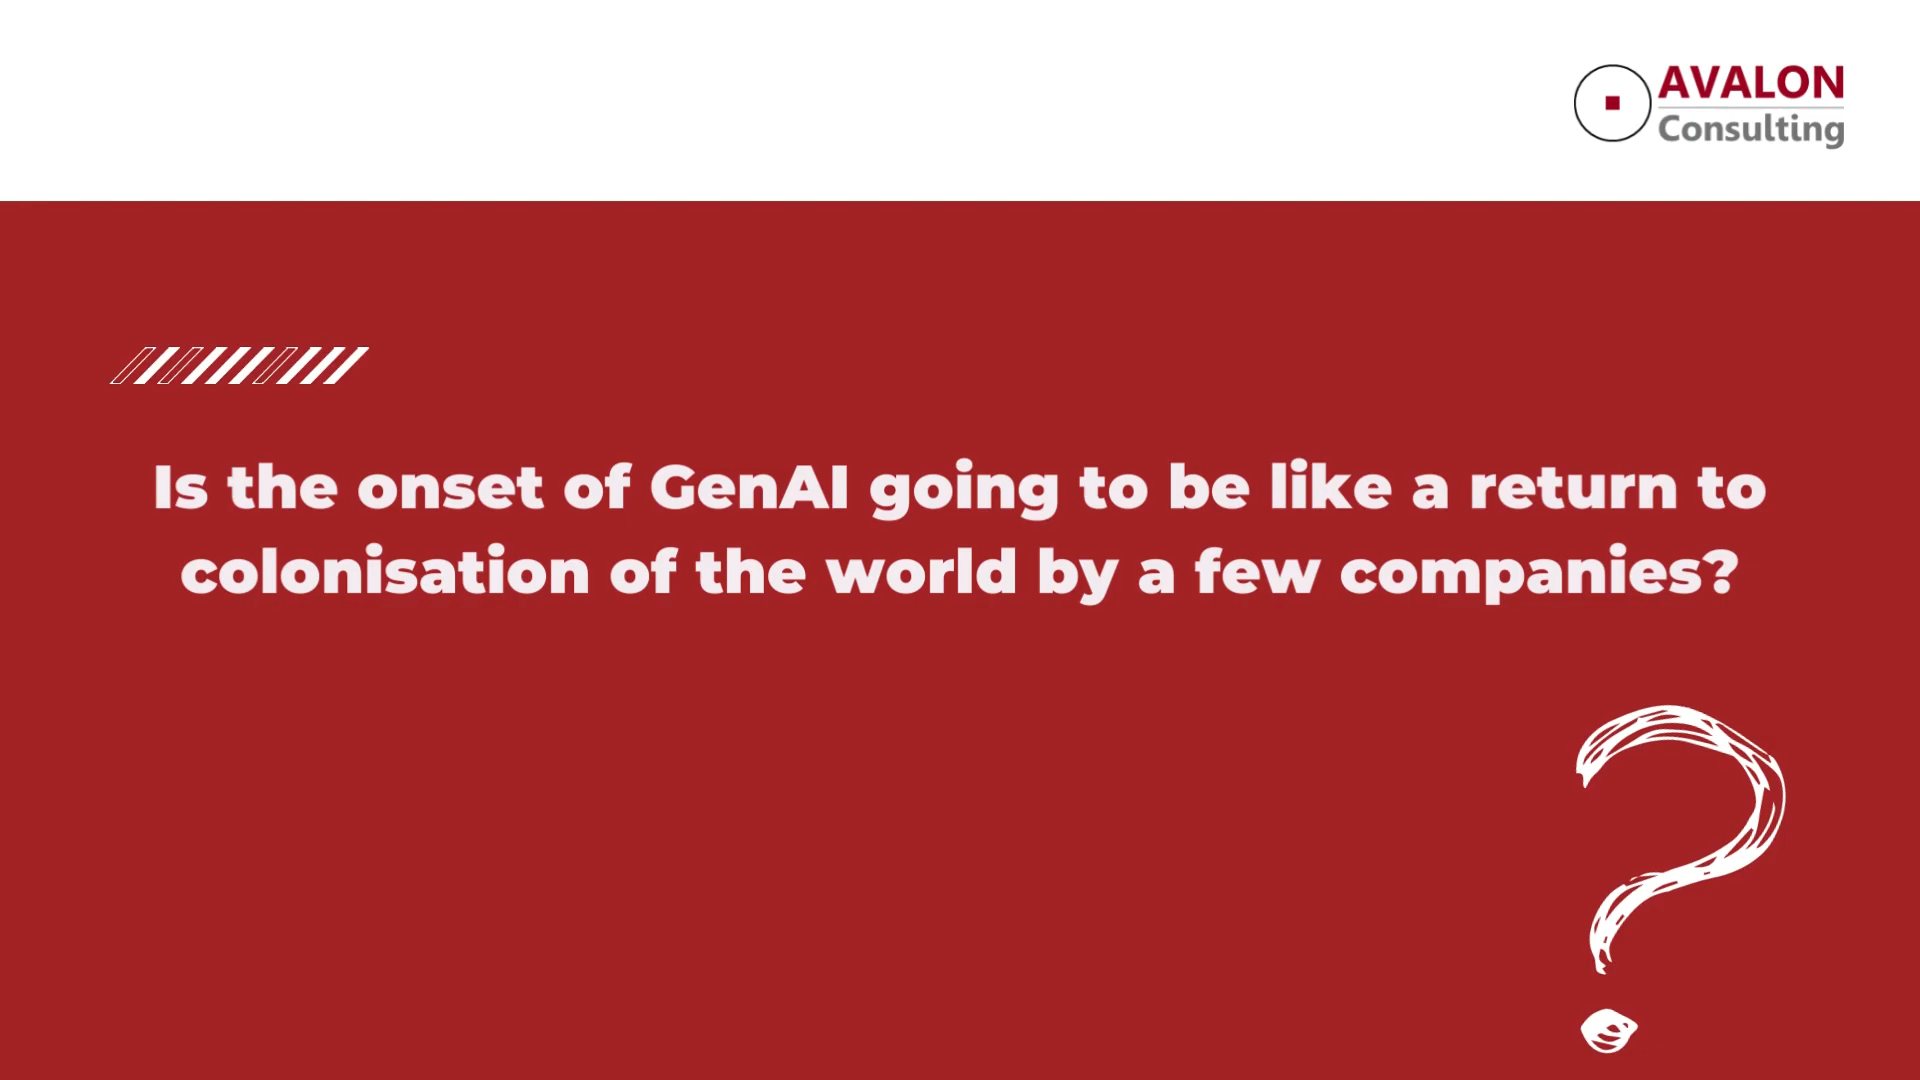 AVALON
Consulting
Is the onset of GenAI going to be like a return to
colonisation of the world by a few companies?